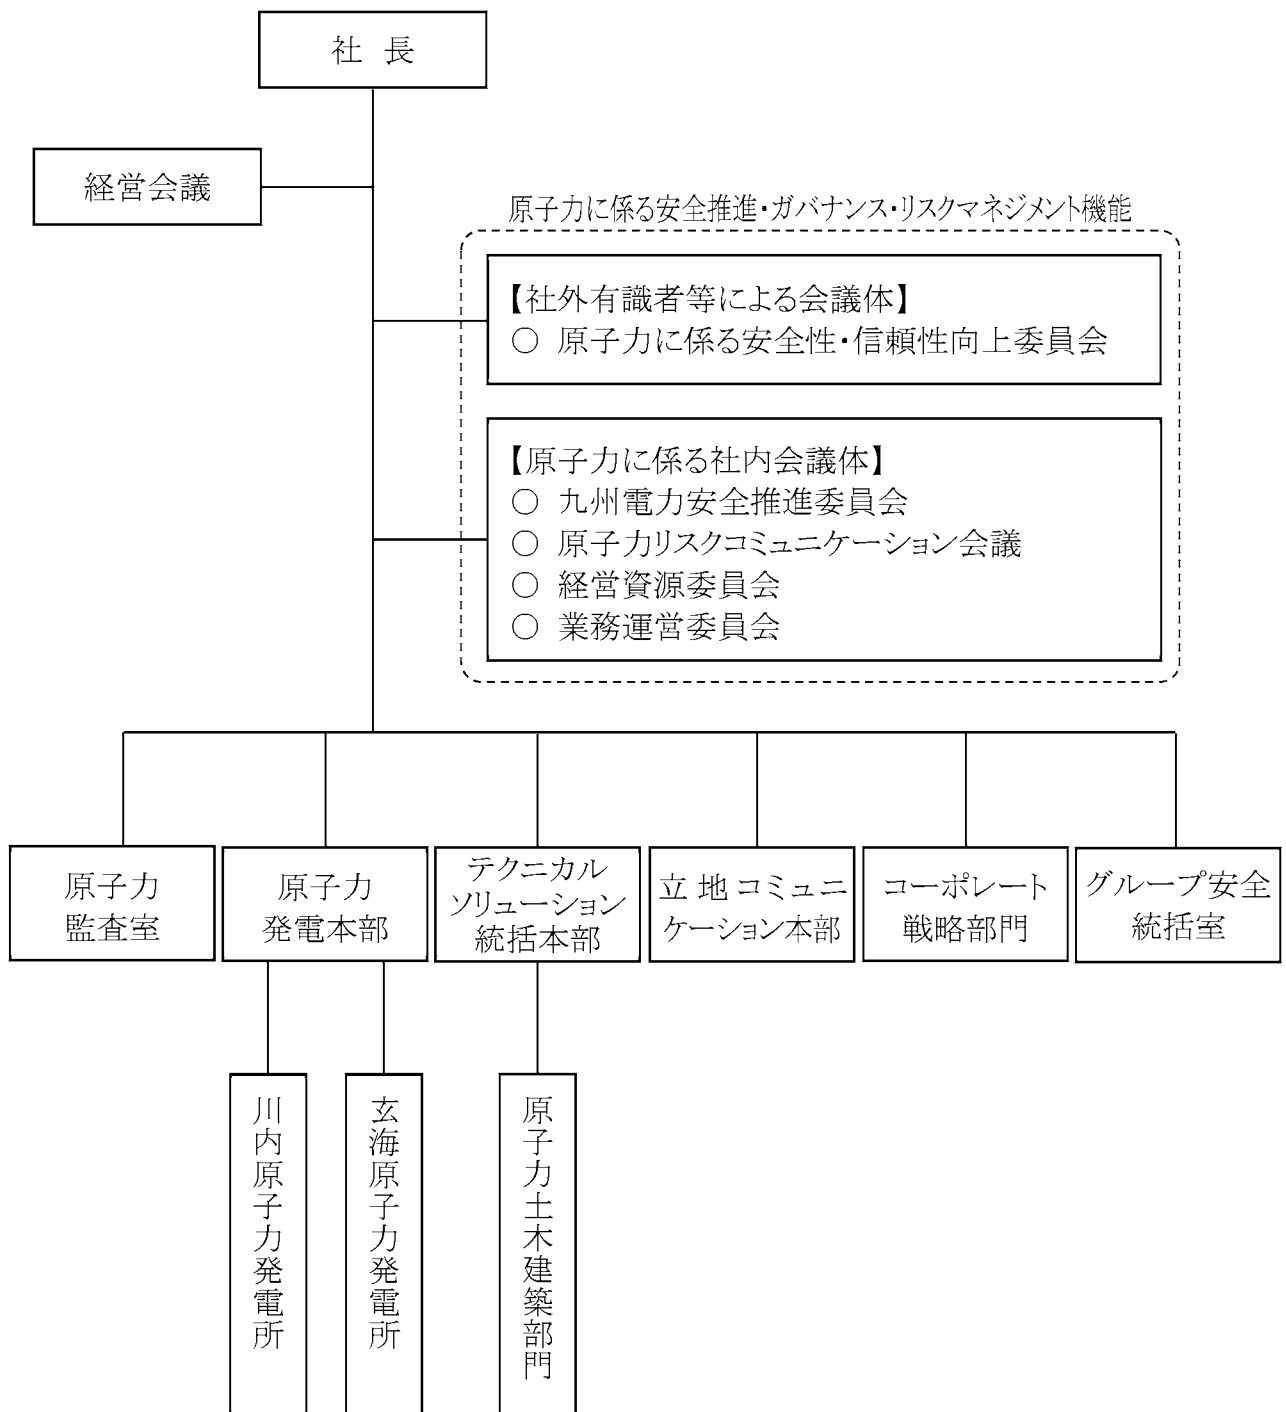 社 長
経営会議
原子力に係る安全推進・ガバナンス・リスクマネジメント機能
【社外有識者等による会議体】
○ 原子力に係る安全性・信頼性向上委員会
【原子力に係る社内会議体】
○ 九州電力安全推進委員会
○ 原子力リスクコミュニケーション会議
○ 経営資源委員会
○ 業務運営委員会
原子力
監査室
原子力
発電本部
テクニカル
ソリューション
統括本部
立地コミュニ
ケーション本部
コーポレート
戦略部門
グループ安全
統括室
川内原子力発電所
玄海原子力発電所
原子力土木建築部門